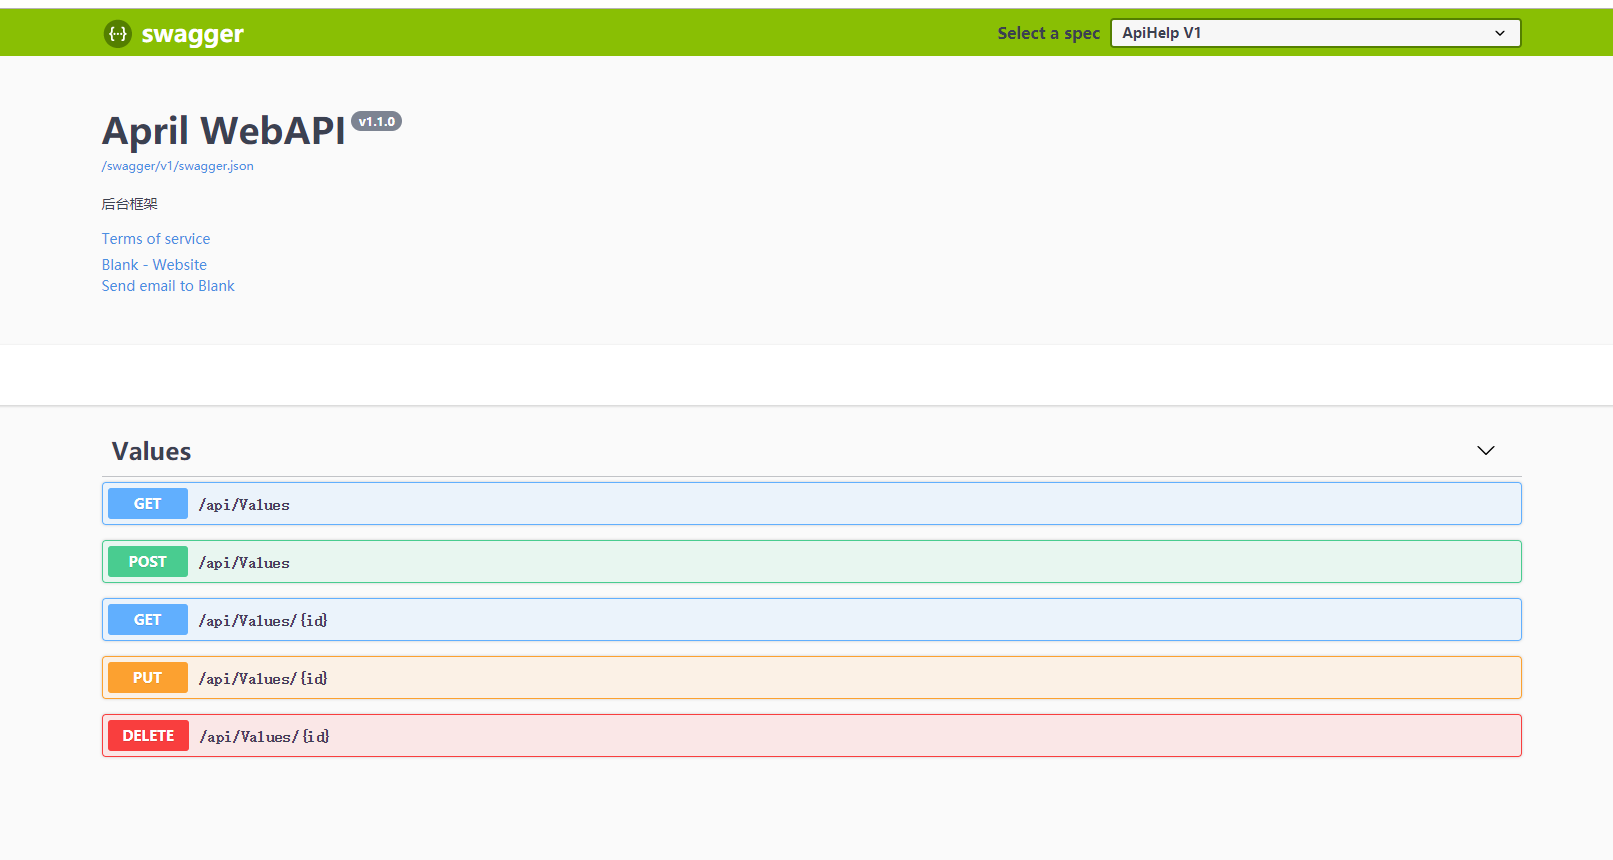 swagger
Select a spec ApiHelp V1
April WebAPI v1.1.0
/swagger/v1/swagger.json
后台框架
Terms of service
Blank - Website
Send email to Blank
Values
GET /api/Values
POST /api/Values
GET /api/Values/{id}
PUT /api/Values/{id}
DELETE /api/Values/{id}